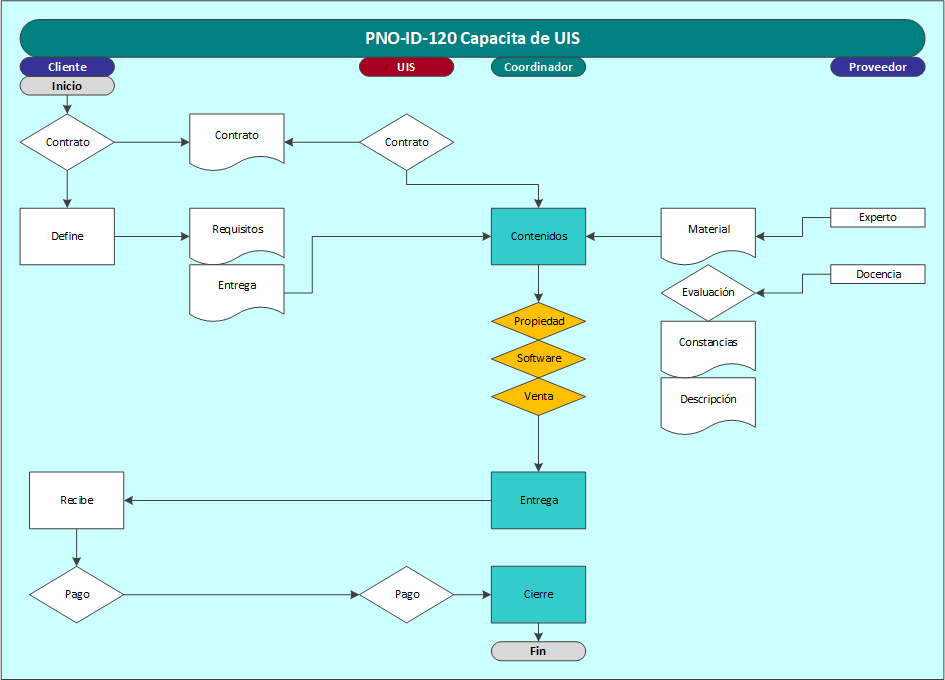 PNO-ID-120 Capacita de UIS
Cliente
UIS
Coordinador
Proveedor
Inicio
Contrato
Contrato
Contrato
Define
Requisitos
Contenidos
Material
Experto
Entrega
Evaluación
Docencia
Propiedad
Software
Constancias
Venta
Descripción
Recibe
Entrega
Pago
Pago
Cierre
Fin